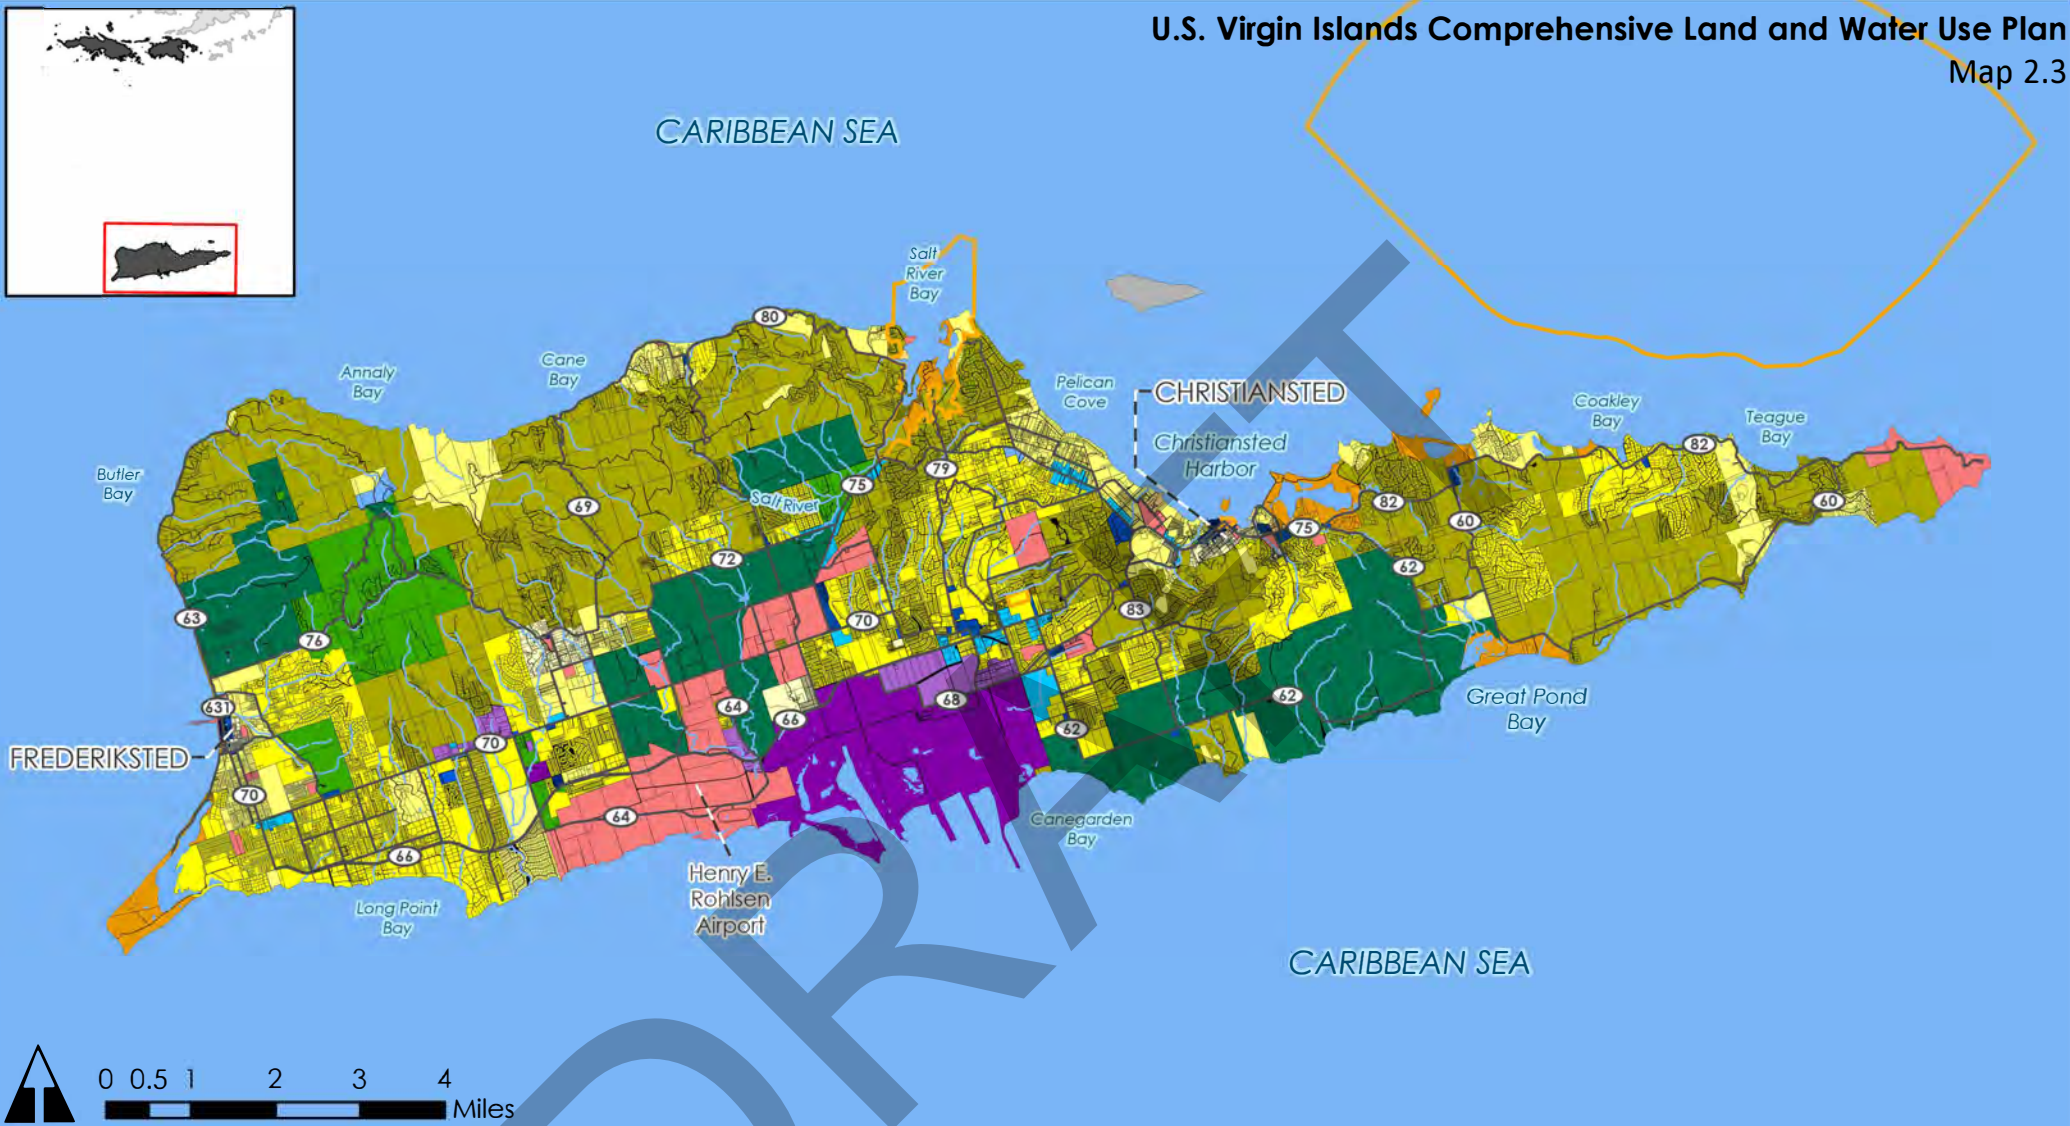 U.S. Virgin Islands Comprehensive Land and Water Use Plan
Map 2.3
CARIBBEAN SEA
Salt
River
Bay
80
Annaly
Bay
Cane
Bay
Pelican
Cove
CHRISTIANSTED
Christiansted
Harbor
Coakley
Bay
Teague
Bay
82
Butler
Bay
79
75
69
Salt River
82
60
60
75
72
62
63
76
70
83
631
64
66
68
62
62
Great Pond
Bay
FREDERIKSTED
70
70
64
66
Canegarden
Bay
Henry E.
Rohlsen
Airport
Long Point
Bay
CARIBBEAN SEA
DRAFT
0 0.5 1 2 3 4
Miles